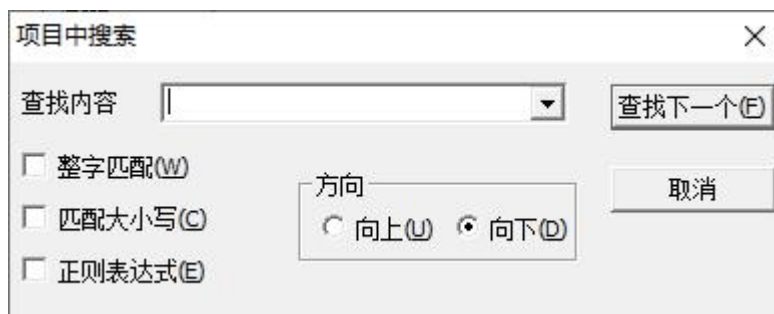 项目中搜索
查找内容
查找下一个(F)
整字匹配(W)
匹配大小写(C)
正则表达式(E)
方向
向上(U) 向下(D)
取消